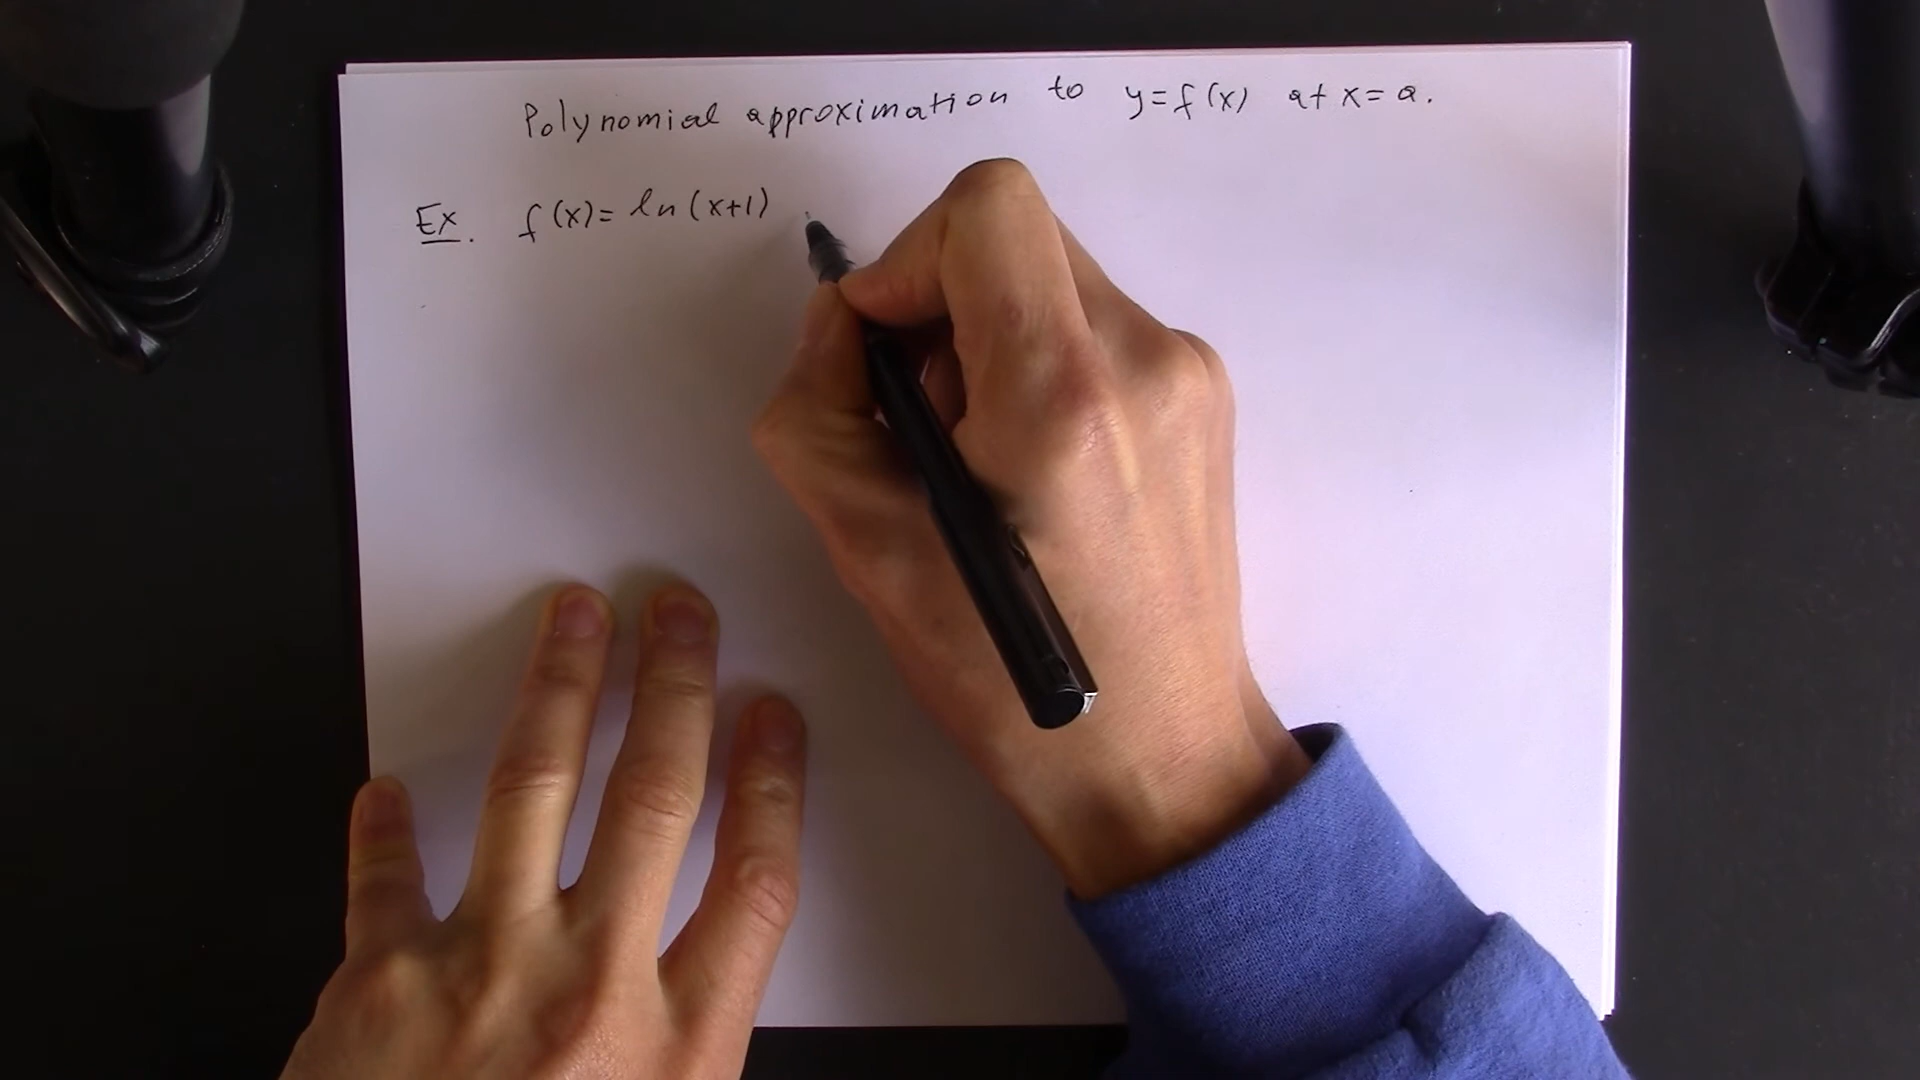 Polynomial approximation to y=f(x) at x=a.
Ex. f(x)= ln(x+1)